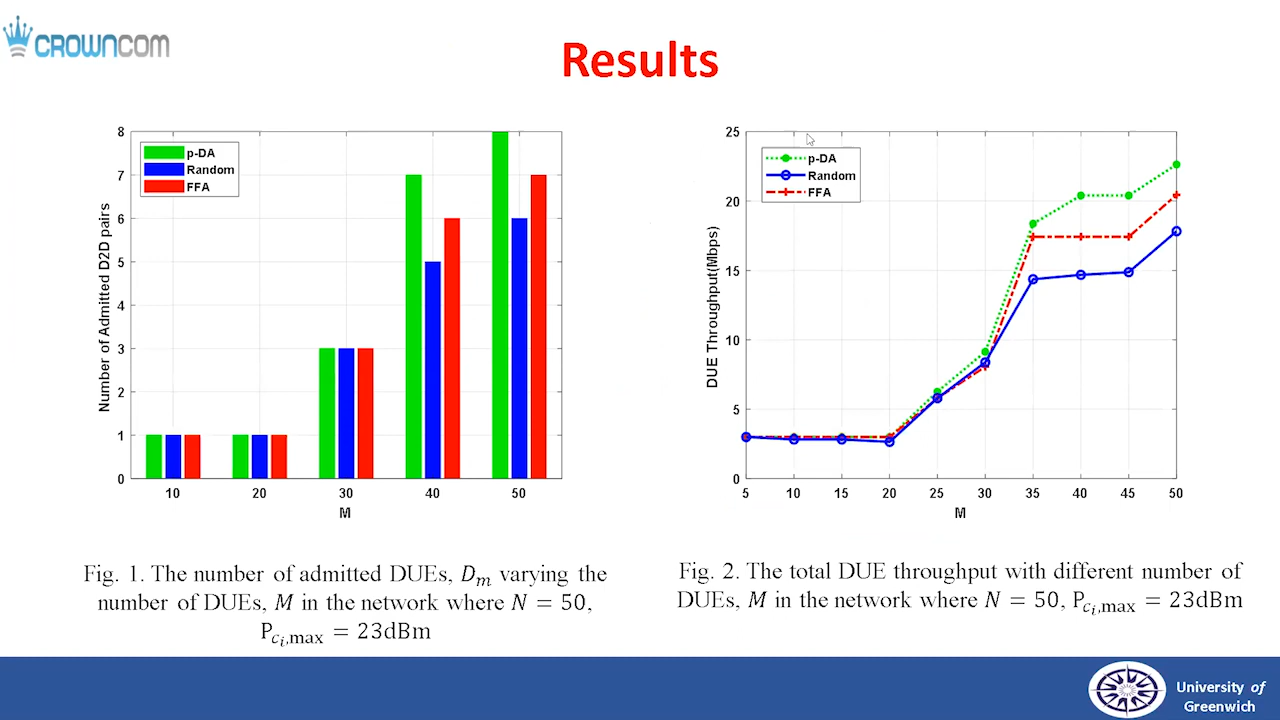 CROWNCOM
Results
8
7
6
5
4
3
2
1
0
Number of Admitted D2D pairs
p-DA
Random
FFA
10 20 30 40 50
M
25
20
15
10
5
0
DUE Throughput(Mbps)
p-DA
Random
FFA
5 10 15 20 25 30 35 40 45 50
M
Fig. 1. The number of admitted DUEs, Dₘ varying the
number of DUEs, M in the network where N = 50,
P_{c_i,max} = 23dBm
Fig. 2. The total DUE throughput with different number of
DUEs, M in the network where N = 50, P_{c_i,max} = 23dBm
University of
Greenwich